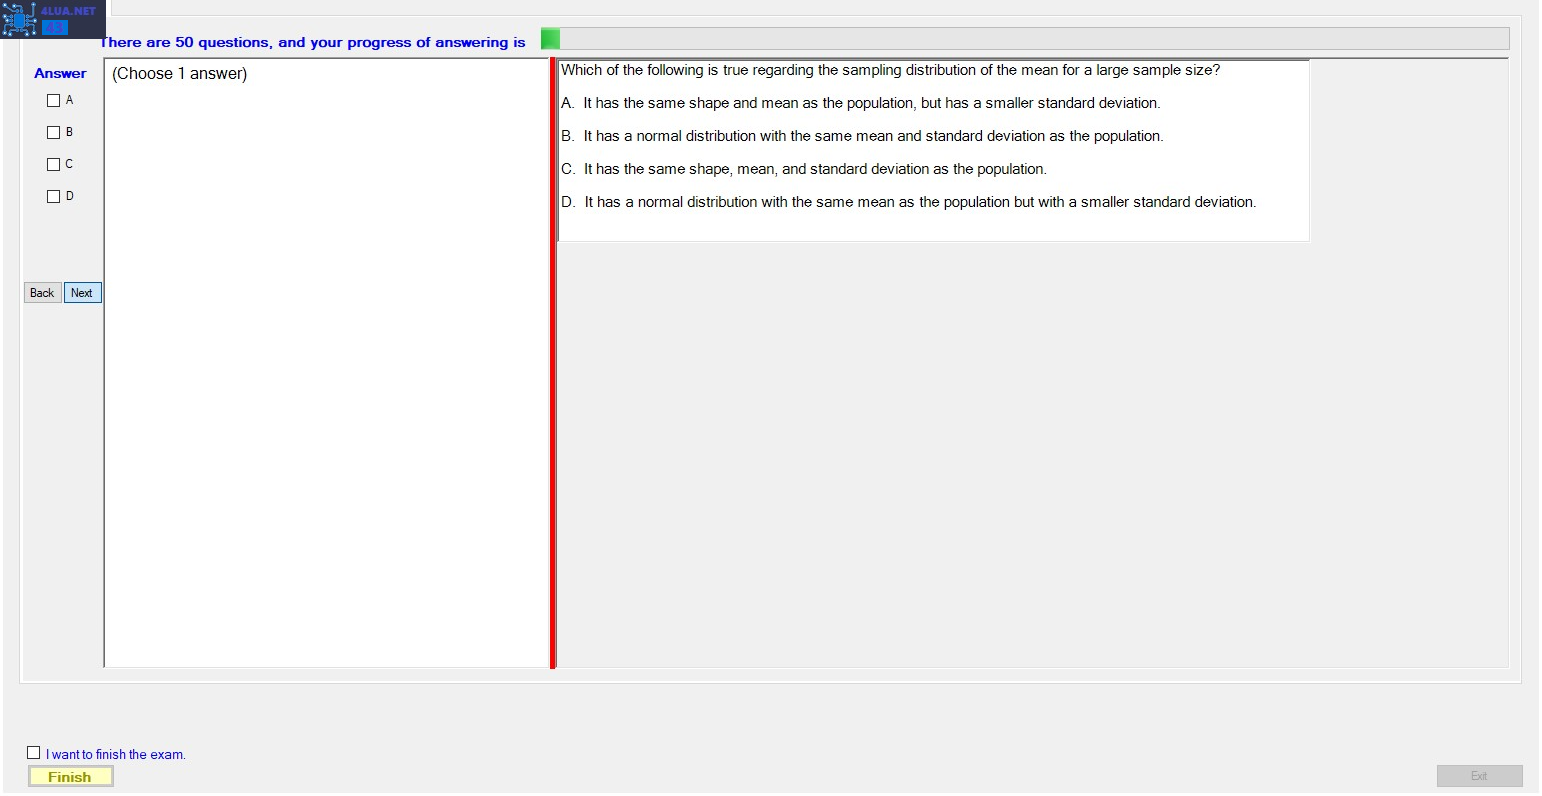 4LUA.NET
43
There are 50 questions, and your progress of answering is
Answer
(Choose 1 answer)
A
B
C
D
Back
Next
Which of the following is true regarding the sampling distribution of the mean for a large sample size?
A. It has the same shape and mean as the population, but has a smaller standard deviation.
B. It has a normal distribution with the same mean and standard deviation as the population.
C. It has the same shape, mean, and standard deviation as the population.
D. It has a normal distribution with the same mean as the population but with a smaller standard deviation.
I want to finish the exam.
Finish
Exit